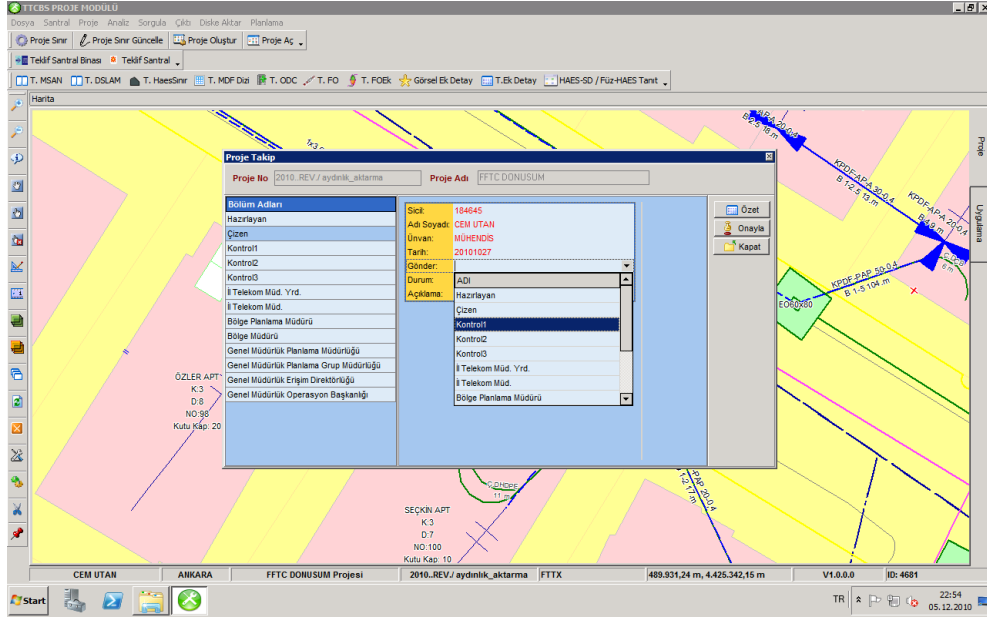 TTCBS PROJE MODÜLÜ
Dosya Santral Proje Analiz Sorgula Çıktı Diske Aktar Planlama
Proje Sınır Proje Sınır Güncelle Proje Oluştur Proje Aç
Teklif Santral Binası Teklif Santral
T. MSAN T. DSLAM T. HaesSınır T. MDF Dizi T. ODC T. FO T. FOEk Görsel Ek Detay T.Ek Detay HAES-SD / Füz-HAES Tanıt
Harita
Proje
Uygulama
Proje Takip
Proje No 2010..REV./ aydınlık_aktarma Proje Adı FFTC DONUSUM
Bölüm Adları
Hazırlayan
Çizen
Kontrol1
Kontrol2
Kontrol3
İl Telekom Müd. Yrd.
İl Telekom Müd.
Bölge Planlama Müdürü
Bölge Müdürü
Genel Müdürlük Planlama Müdürlüğü
Genel Müdürlük Planlama Grup Müdürlüğü
Genel Müdürlük Erişim Direktörlüğü
Genel Müdürlük Operasyon Başkanlığı
Sicil: 184645
Adı Soyadı: CEM UTAN
Ünvan: MÜHENDİS
Tarih: 20101027
Gönder:
Durum:
Açıklama:
ADI
Hazırlayan
Çizen
Kontrol1
Kontrol2
Kontrol3
İl Telekom Müd. Yrd.
İl Telekom Müd.
Bölge Planlama Müdürü
Özet
Onayla
Kapat
KPDF-AP-A 30-0,4
B 1-2.5 13 m
KPDF-PAP 50-0,4
B 1-5 104 m
EO60X80
ÖZLER APT
K:3
D:8
NO:98
Kutu Kap: 20
C.DHDPE
11 m
SEÇKİN APT
K:3
D:7
NO:100
Kutu Kap: 10
CEM UTAN ANKARA FFTC DONUSUM Projesi 2010..REV./ aydınlık_aktarma FTTX 489.931,24 m, 4.425.342,15 m V1.0.0.0 ID: 4681
Start TR 22:54
05.12.2010